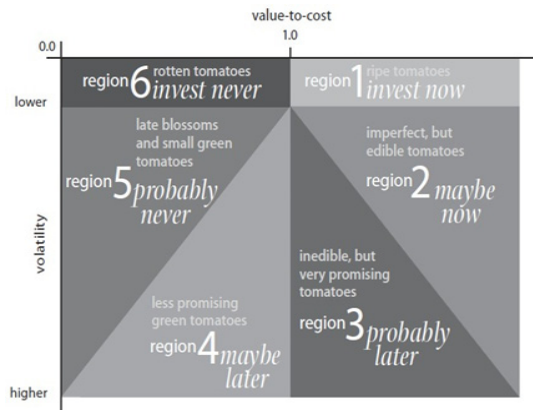 value-to-cost
0.0
1.0
lower
volatility
higher
region 6 rotten tomatoes
invest never
region 1 ripe tomatoes
invest now
late blossoms
and small green
tomatoes
region 5 probably
never
imperfect, but
edible tomatoes
region 2 maybe
now
less promising
green tomatoes
region 4 maybe
later
inedible, but
very promising
tomatoes
region 3 probably
later